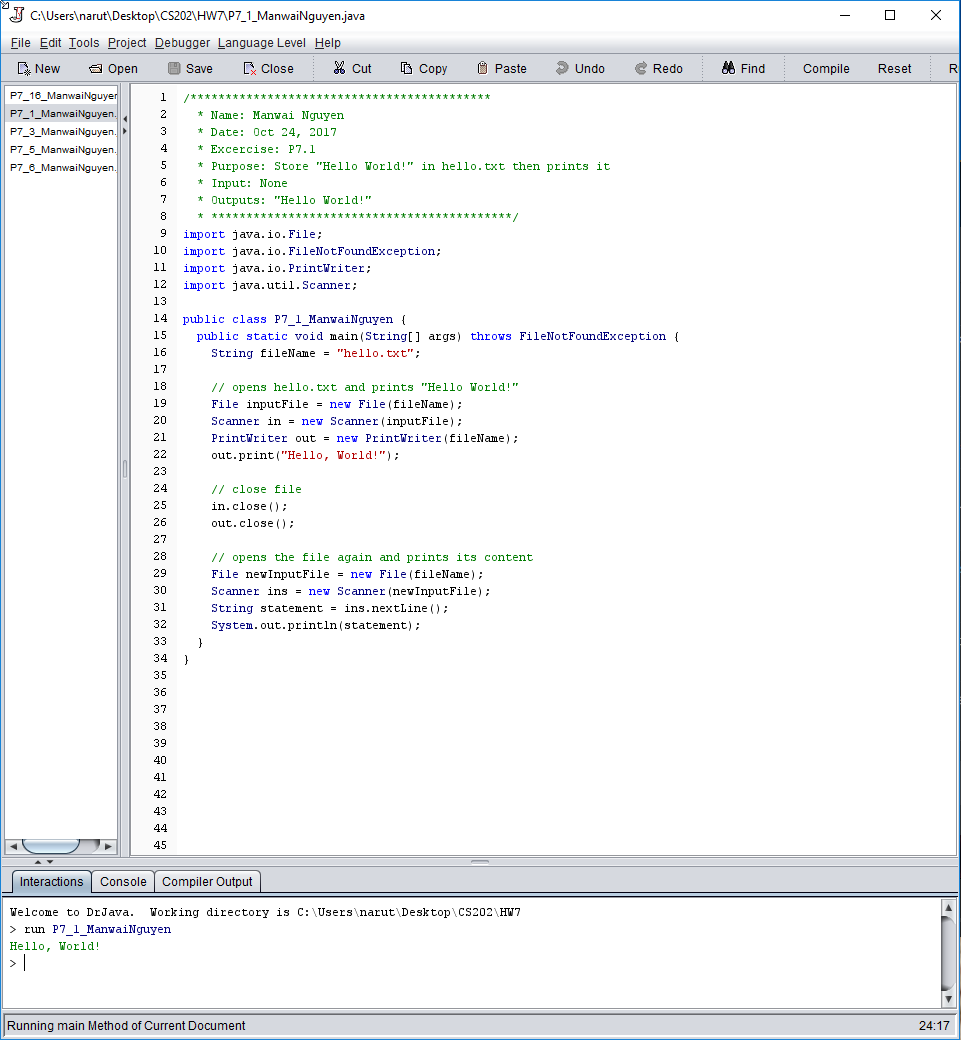 C:\Users\narut\Desktop\CS202\HW7\P7_1_ManwaiNguyen.java
File Edit Tools Project Debugger Language Level Help
New Open Save Close Cut Copy Paste Undo Redo Find Compile Reset R
P7_16_ManwaiNguyen
P7_1_ManwaiNguyen.
P7_3_ManwaiNguyen.
P7_5_ManwaiNguyen.
P7_6_ManwaiNguyen.
1 /*******************************************
2 * Name: Manwai Nguyen
3 * Date: Oct 24, 2017
4 * Excercise: P7.1
5 * Purpose: Store "Hello World!" in hello.txt then prints it
6 * Input: None
7 * Outputs: "Hello World!"
8 * *******************************************/
9 import java.io.File;
10 import java.io.FileNotFoundException;
11 import java.io.PrintWriter;
12 import java.util.Scanner;
13
14 public class P7_1_ManwaiNguyen {
15 public static void main(String[] args) throws FileNotFoundException {
16 String fileName = "hello.txt";
17
18 // opens hello.txt and prints "Hello World!"
19 File inputFile = new File(fileName);
20 Scanner in = new Scanner(inputFile);
21 PrintWriter out = new PrintWriter(fileName);
22 out.print("Hello, World!");
23
24 // close file
25 in.close();
26 out.close();
27
28 // opens the file again and prints its content
29 File newInputFile = new File(fileName);
30 Scanner ins = new Scanner(newInputFile);
31 String statement = ins.nextLine();
32 System.out.println(statement);
33 }
34 }
35
36
37
38
39
40
41
42
43
44
45
Interactions Console Compiler Output
Welcome to DrJava.  Working directory is C:\Users\narut\Desktop\CS202\HW7
> run P7_1_ManwaiNguyen
Hello, World!
>
Running main Method of Current Document 24:17